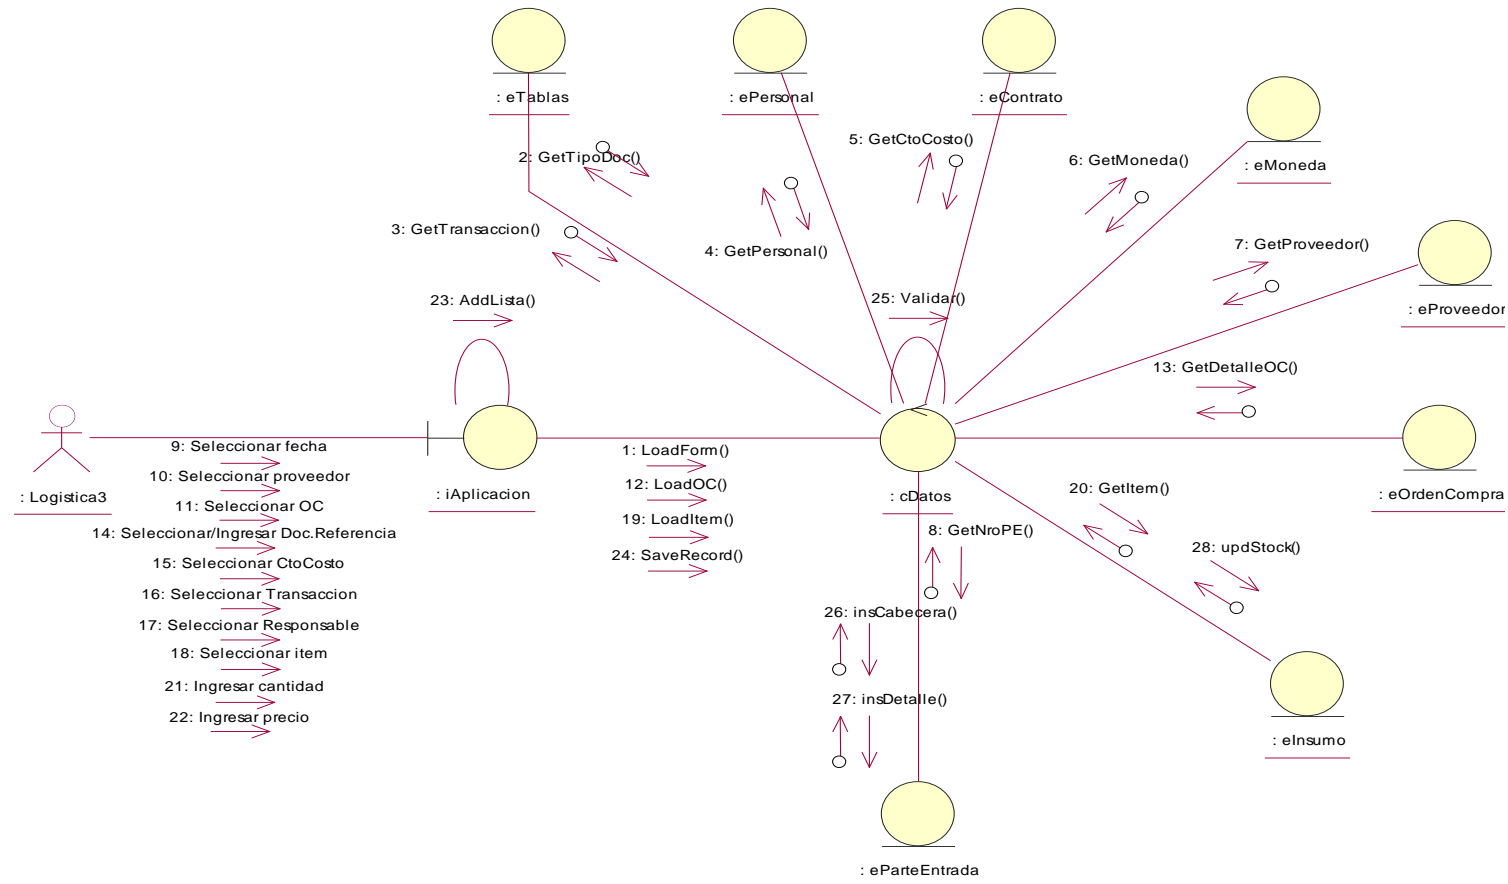 : eTablas
: ePersonal
: eContrato
: eMoneda
: eProveedor
2: GetTipoDoc()
3: GetTransaccion()
4: GetPersonal()
5: GetCtoCosto()
6: GetMoneda()
7: GetProveedor()
23: AddLista()
25: Validar()
13: GetDetalleOC()
: Logistica3
9: Seleccionar fecha
10: Seleccionar proveedor
11: Seleccionar OC
14: Seleccionar/Ingresar Doc.Referencia
15: Seleccionar CtoCosto
16: Seleccionar Transaccion
17: Seleccionar Responsable
18: Seleccionar item
21: Ingresar cantidad
22: Ingresar precio
: iAplicacion
1: LoadForm()
12: LoadOC()
19: LoadItem()
24: SaveRecord()
: cDatos
8: GetNroPE()
20: GetItem()
28: updStock()
: eOrdenCompra
26: insCabecera()
27: insDetalle()
: eInsumo
: eParteEntrada